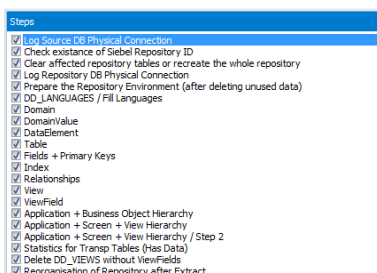 Steps
Log Source DB Physical Connection
Check existance of Siebel Repository ID
Clear affected repository tables or recreate the whole repository
Log Repository DB Physical Connection
Prepare the Repository Environment (after deleting unused data)
DD_LANGUAGES / Fill Languages
Domain
DomainValue
DataElement
Table
Fields + Primary Keys
Index
Relationships
View
ViewField
Application + Business Object Hierarchy
Application + Screen + View Hierarchy
Application + Screen + View Hierarchy / Step 2
Statistics for Transp Tables (Has Data)
Delete DD_VIEWS without ViewFields
Reorganisation of Repository after Extract